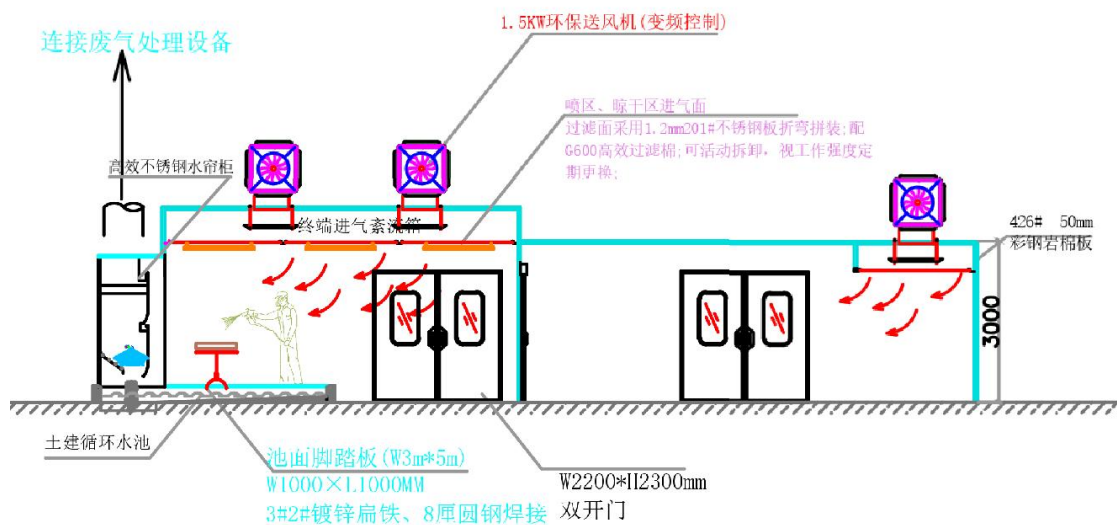 1.5KW环保送风机(变频控制)
连接废气处理设备
喷区、晾干区进气面
过滤面采用1.2mm201#不锈钢板折弯拼装;配
G600高效过滤棉;可活动拆卸，视工作强度定
期更换;
高效不锈钢水帘柜
终端进气紊流箱
426# 50mm
彩钢岩棉板
3000
土建循环水池
池面脚踏板(W3m*5m)
W1000×L1000MM
3#2#镀锌扁铁、8厘圆钢焊接
W2200*H2300mm
双开门